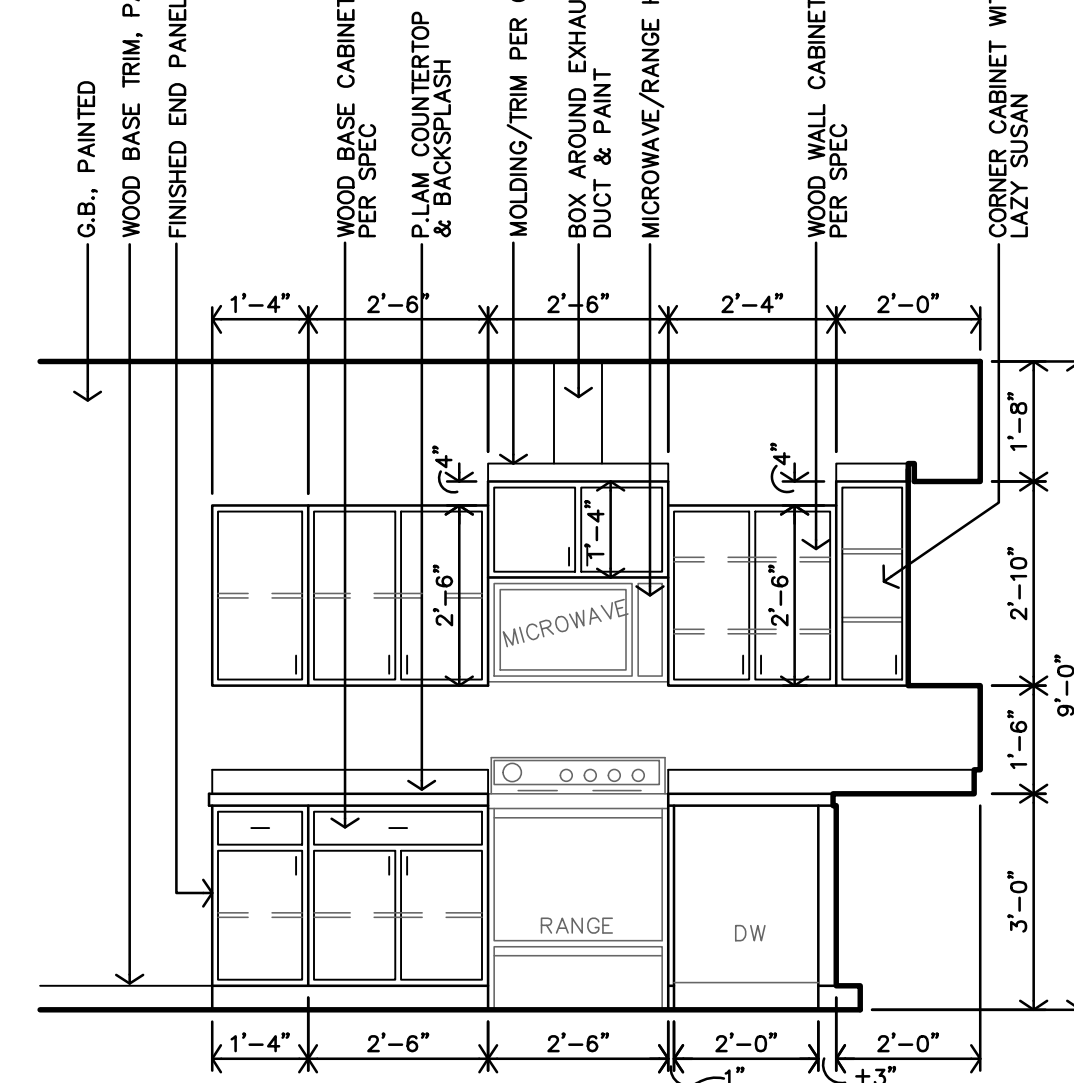 G.B., PAINTED
WOOD BASE TRIM,
FINISHED END PANEL
WOOD BASE CABINET
PER SPEC
P.LAM COUNTERTOP
& BACKSPLASH
MOLDING/TRIM PER
BOX AROUND
DUCT & PAINT
MICROWAVE/RANGE
WOOD WALL CABINET
PER SPEC
CORNER CABINET
LAZY SUSAN
1'-4" 2'-6" 2'-6" 2'-4" 2'-0"
1'-8"
4" 4"
1'-4"
2'-6" 2'-6" 2'-10"
MICROWAVE
9'-0"
1'-6"
3'-0"
RANGE DW
1'-4" 2'-6" 2'-6" 2'-0" 2'-0"
1" ±3"